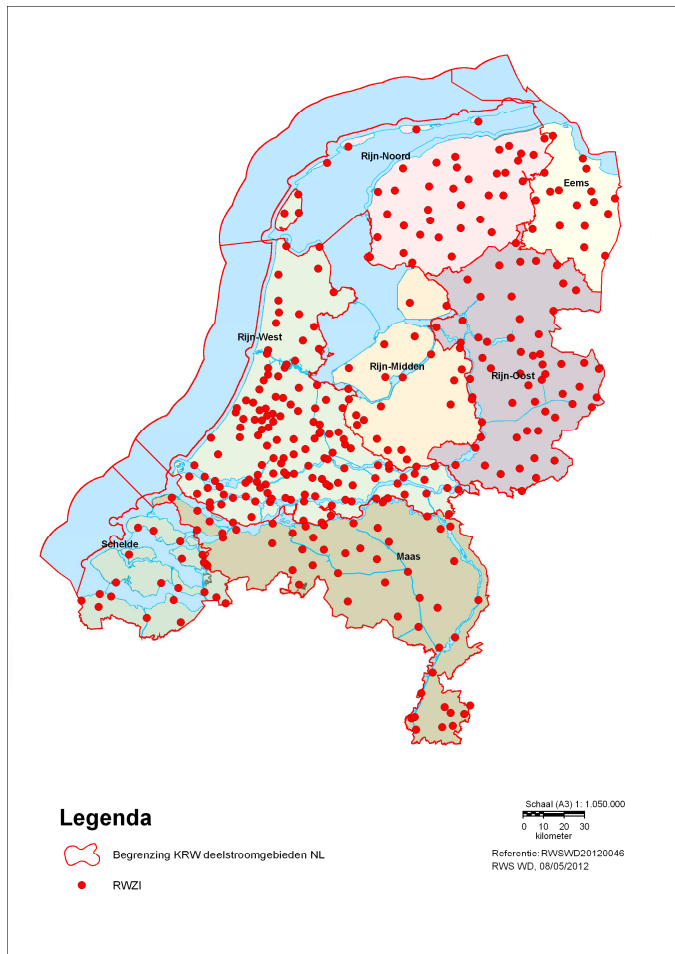 Rijn-Noord
Eems
Rijn-West
Rijn-Midden
Rijn-Oost
Schelde
Maas
Legenda
Begrenzing KRW deelstroomgebieden NL
RWZI
Schaal (A3) 1: 1.050.000
0 10 20 30
kilometer
Referentie: RWSWD20120046
RWS WD, 08/05/2012